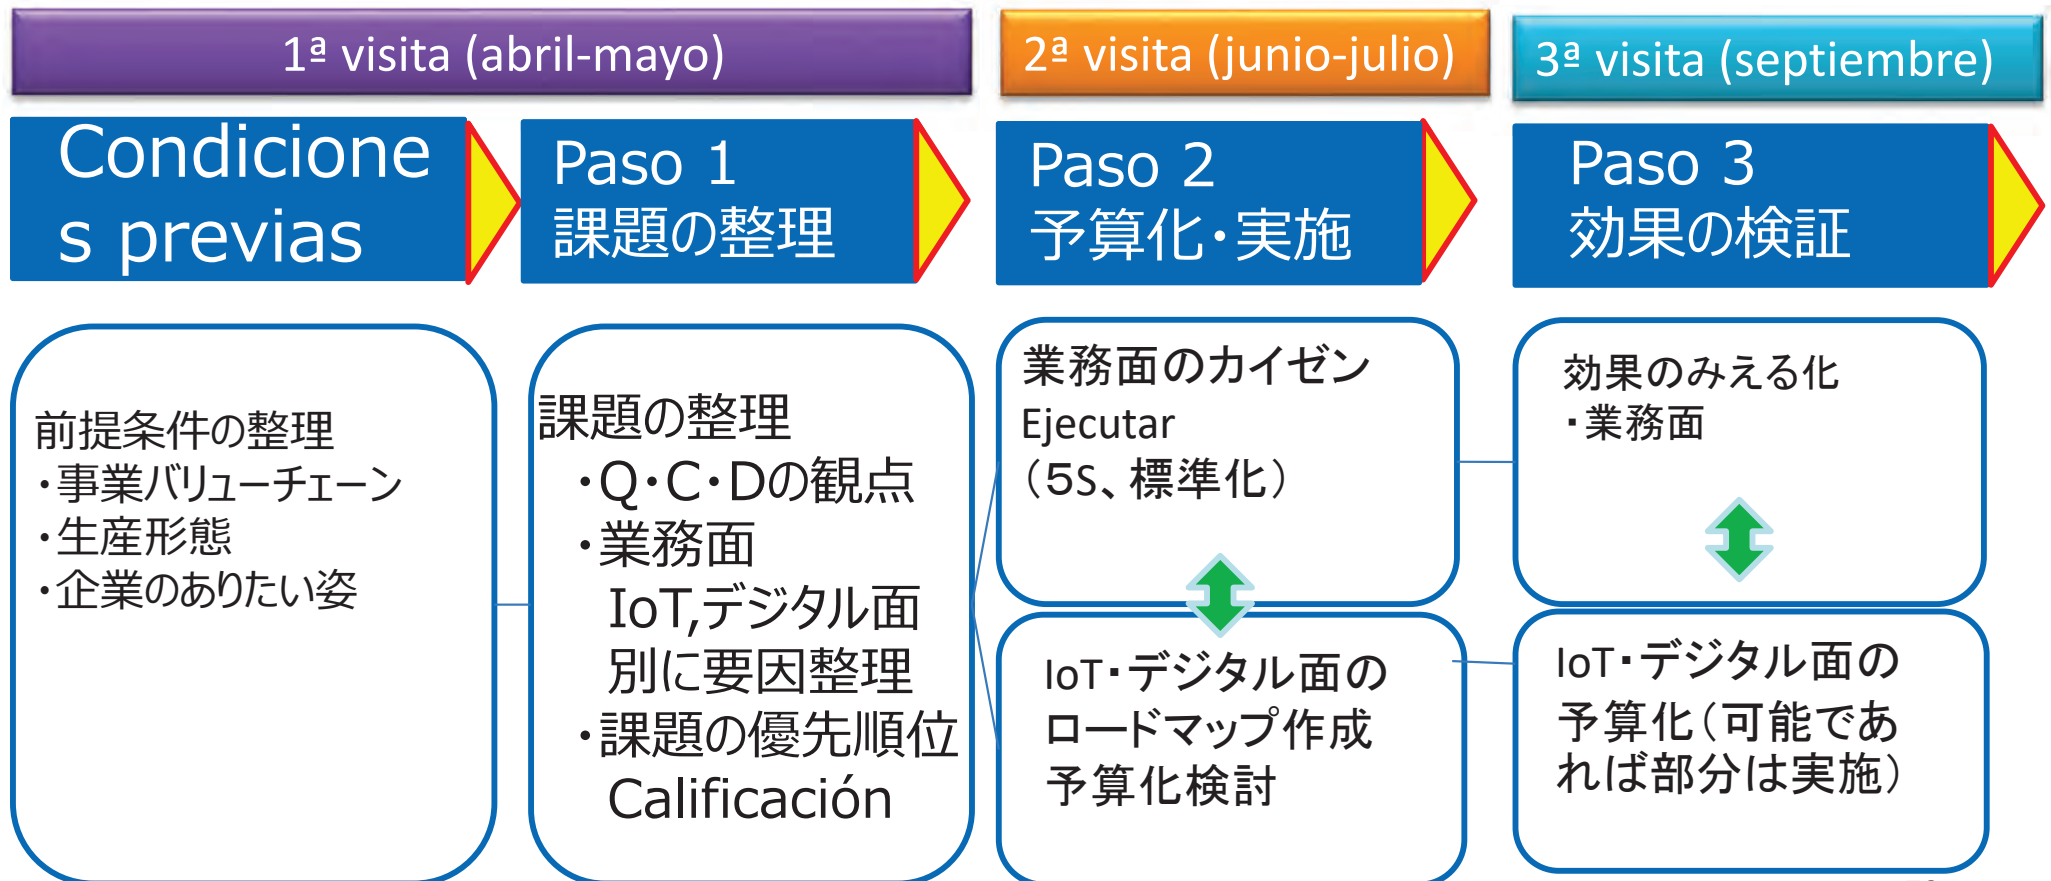 1ª visita (abril-mayo)
2ª visita (junio-julio)
3ª visita (septiembre)
Condicione
s previas
Paso 1
課題の整理
Paso 2
予算化・実施
Paso 3
効果の検証
前提条件の整理
・事業バリューチェーン
・生産形態
・企業のありたい姿
課題の整理
・Q・C・Dの観点
・業務面
IoT,デジタル面
別に要因整理
・課題の優先順位
Calificación
業務面のカイゼン
Ejecutar
（５S、標準化）
IoT・デジタル面の
ロードマップ作成
予算化検討
効果のみえる化
・業務面
IoT・デジタル面の
予算化（可能であ
れば部分は実施）